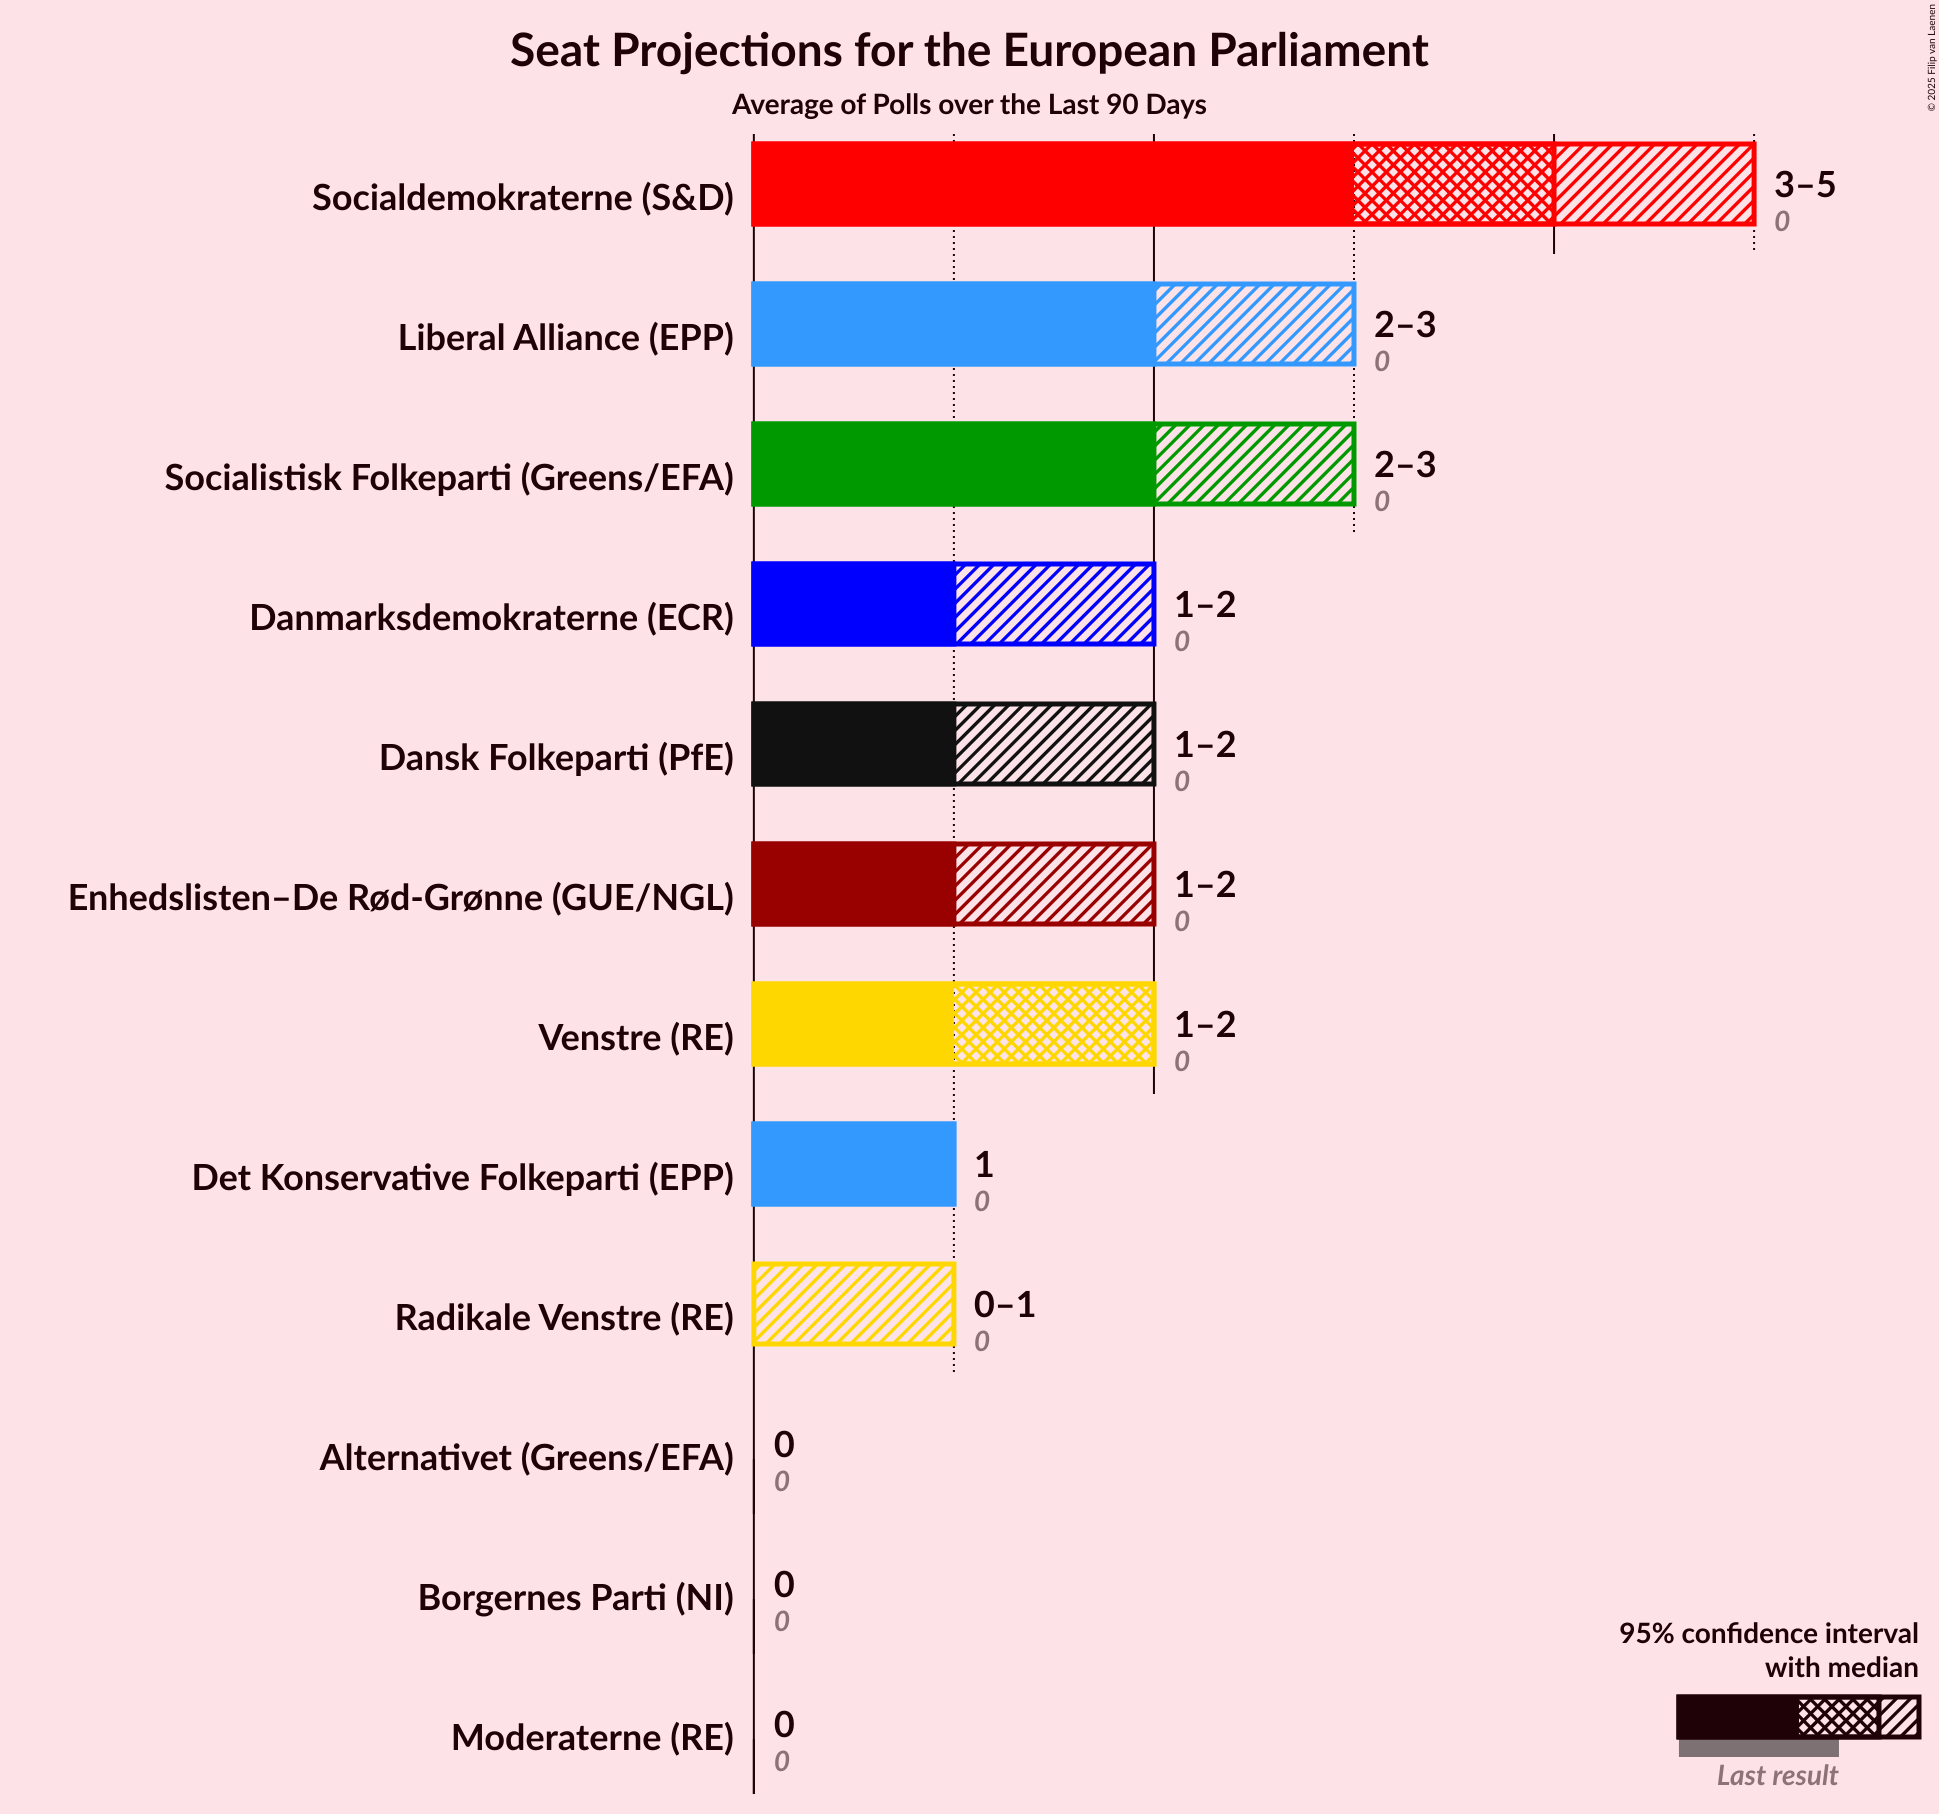 Seat Projections for the European Parliament
Average of Polls over the Last 90 Days
© 2025 Filip van Laenen
Socialdemokraterne (S&D)
3–5
0
Liberal Alliance (EPP)
2–3
0
Socialistisk Folkeparti (Greens/EFA)
2–3
0
Danmarksdemokraterne (ECR)
1–2
0
Dansk Folkeparti (PfE)
1–2
0
Enhedslisten–De Rød-Grønne (GUE/NGL)
1–2
0
Venstre (RE)
1–2
0
Det Konservative Folkeparti (EPP)
1
0
Radikale Venstre (RE)
0–1
0
Alternativet (Greens/EFA)
0
0
Borgernes Parti (NI)
0
0
Moderaterne (RE)
0
0
95% confidence interval
with median
Last result